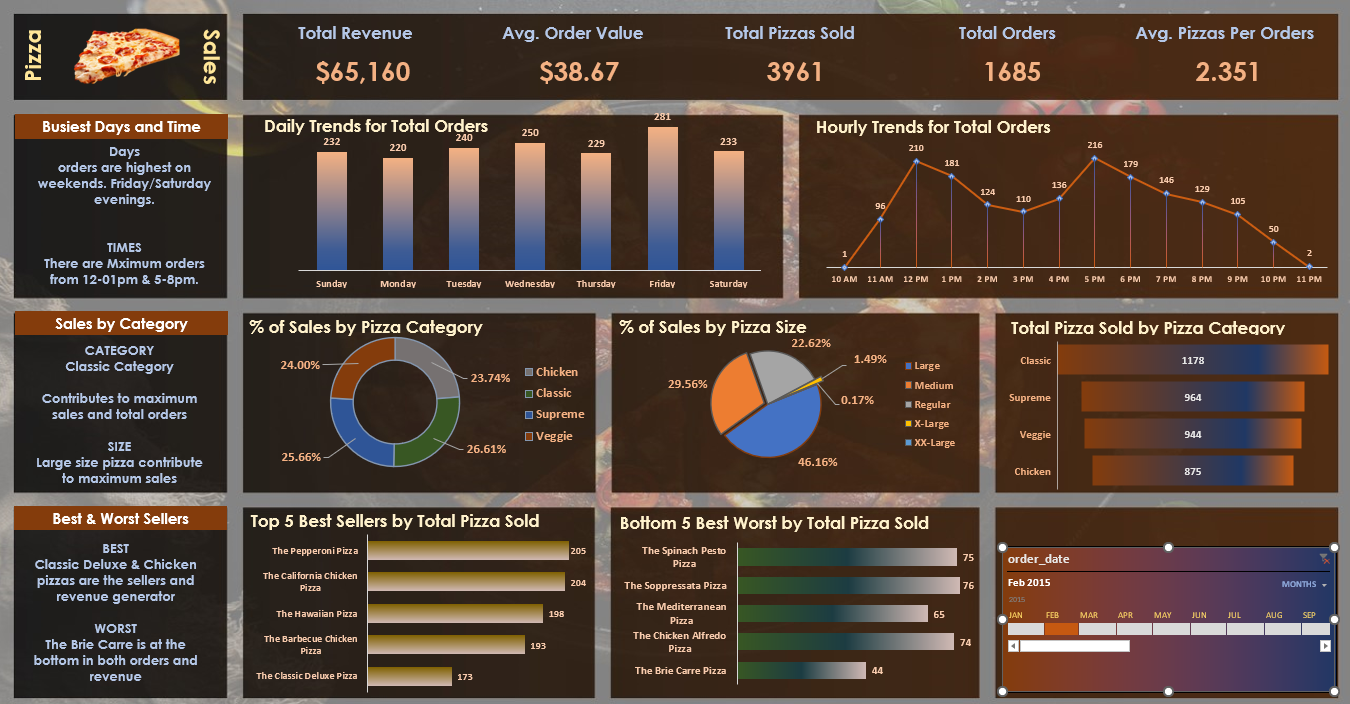 Pizza
Sales
Total Revenue
$65,160
Avg. Order Value
$38.67
Total Pizzas Sold
3961
Total Orders
1685
Avg. Pizzas Per Orders
2.351
Busiest Days and Time
Days
orders are highest on
weekends. Friday/Saturday
evenings.
TIMES
There are Mximum orders
from 12-01pm & 5-8pm.
Daily Trends for Total Orders
232
220
240
250
229
281
233
Sunday
Monday
Tuesday
Wednesday
Thursday
Friday
Saturday
Hourly Trends for Total Orders
1
96
210
181
124
110
136
216
179
146
129
105
50
2
10 AM
11 AM
12 PM
1 PM
2 PM
3 PM
4 PM
5 PM
6 PM
7 PM
8 PM
9 PM
10 PM
11 PM
Sales by Category
CATEGORY
Classic Category
Contributes to maximum
sales and total orders
SIZE
Large size pizza contribute
to maximum sales
% of Sales by Pizza Category
24.00%
23.74%
25.66%
26.61%
Chicken
Classic
Supreme
Veggie
% of Sales by Pizza Size
22.62%
1.49%
0.17%
29.56%
46.16%
Large
Medium
Regular
X-Large
XX-Large
Total Pizza Sold by Pizza Category
Classic
1178
Supreme
964
Veggie
944
Chicken
875
Best & Worst Sellers
BEST
Classic Deluxe & Chicken
pizzas are the sellers and
revenue generator
WORST
The Brie Carre is at the
bottom in both orders and
revenue
Top 5 Best Sellers by Total Pizza Sold
The Pepperoni Pizza
205
The California Chicken
Pizza
204
The Hawaiian Pizza
198
The Barbecue Chicken
Pizza
193
The Classic Deluxe Pizza
173
Bottom 5 Best Worst by Total Pizza Sold
The Spinach Pesto
Pizza
75
The Soppressata Pizza
76
The Mediterranean
Pizza
65
The Chicken Alfredo
Pizza
74
The Brie Carre Pizza
44
order_date
Feb 2015
MONTHS
2015
JAN
FEB
MAR
APR
MAY
JUN
JUL
AUG
SEP